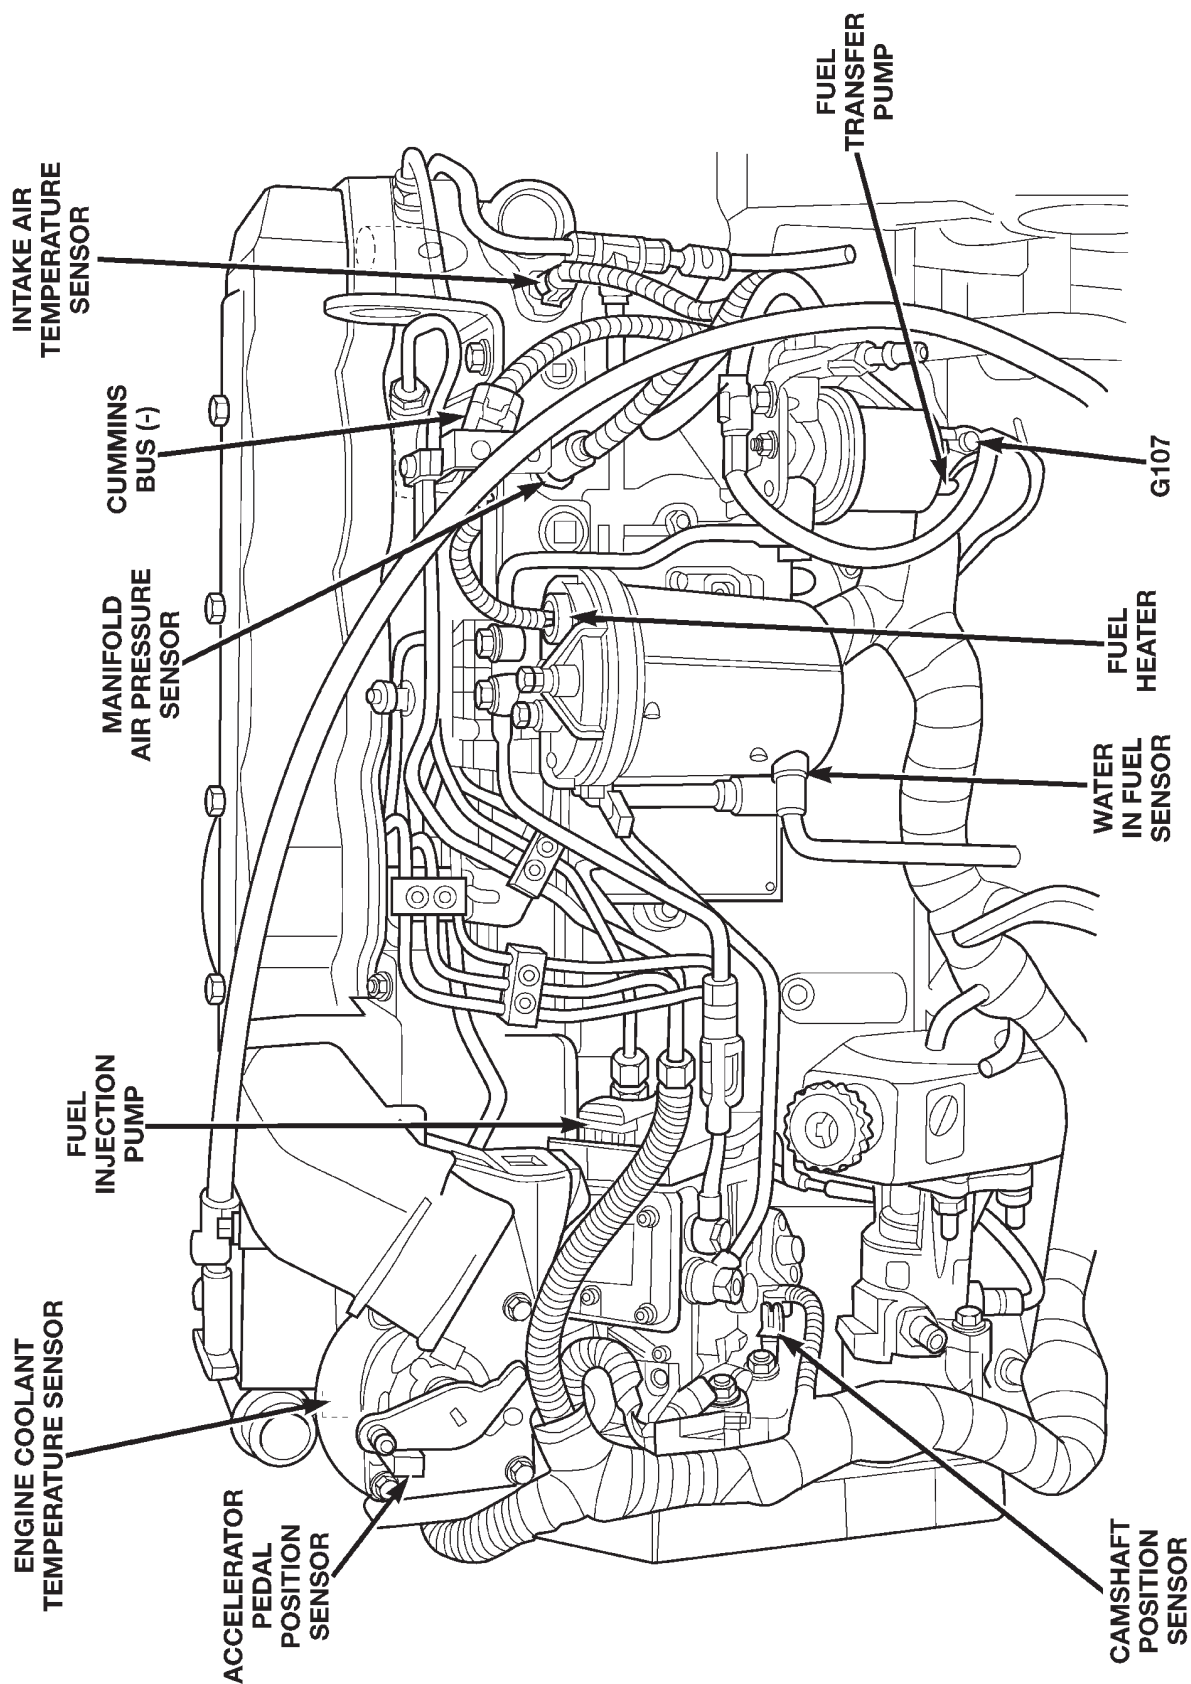 ENGINE COOLANT
TEMPERATURE SENSOR
FUEL
INJECTION
PUMP
MANIFOLD
AIR PRESSURE
SENSOR
CUMMINS
BUS (-)
INTAKE AIR
TEMPERATURE
SENSOR
ACCELERATOR
PEDAL
POSITION
SENSOR
FUEL
TRANSFER
PUMP
CAMSHAFT
POSITION
SENSOR
WATER
IN FUEL
SENSOR
FUEL
HEATER
G107